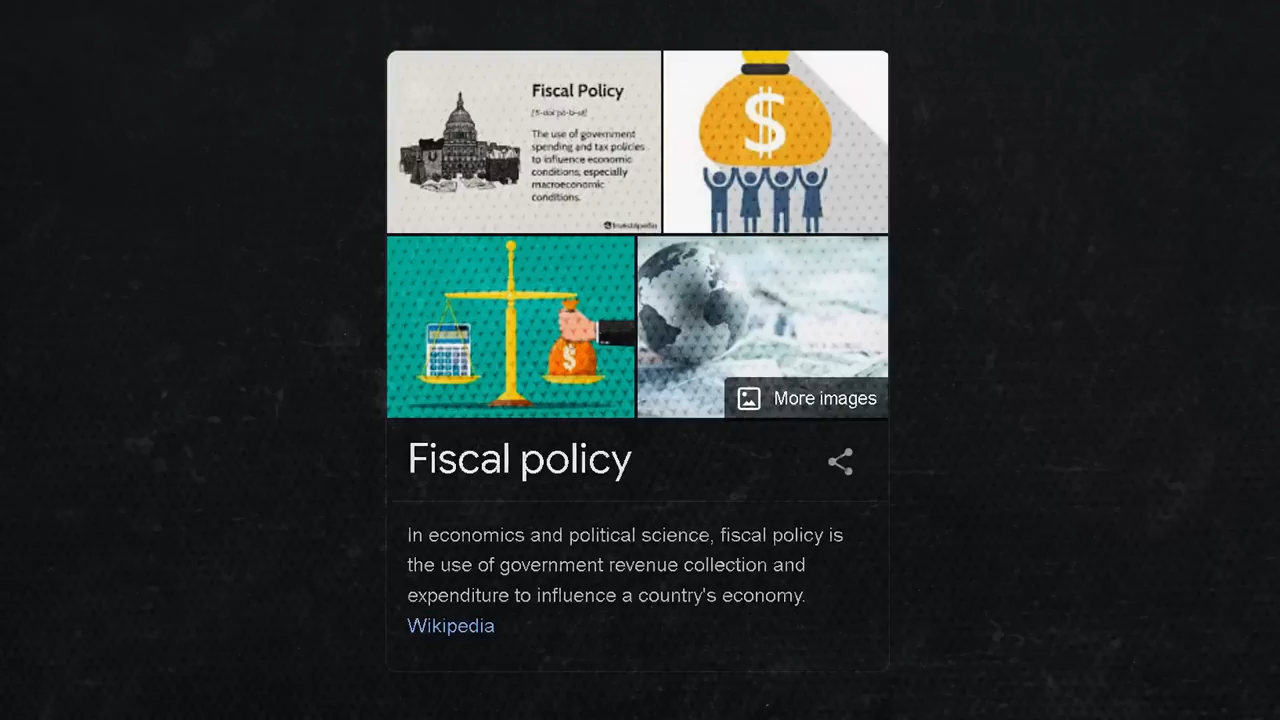 Fiscal Policy
The use of government
spending and tax policies
to influence economic
conditions, especially
macroeconomic
conditions.
Investopedia
$
$
More images
Fiscal policy
In economics and political science, fiscal policy is
the use of government revenue collection and
expenditure to influence a country's economy.
Wikipedia